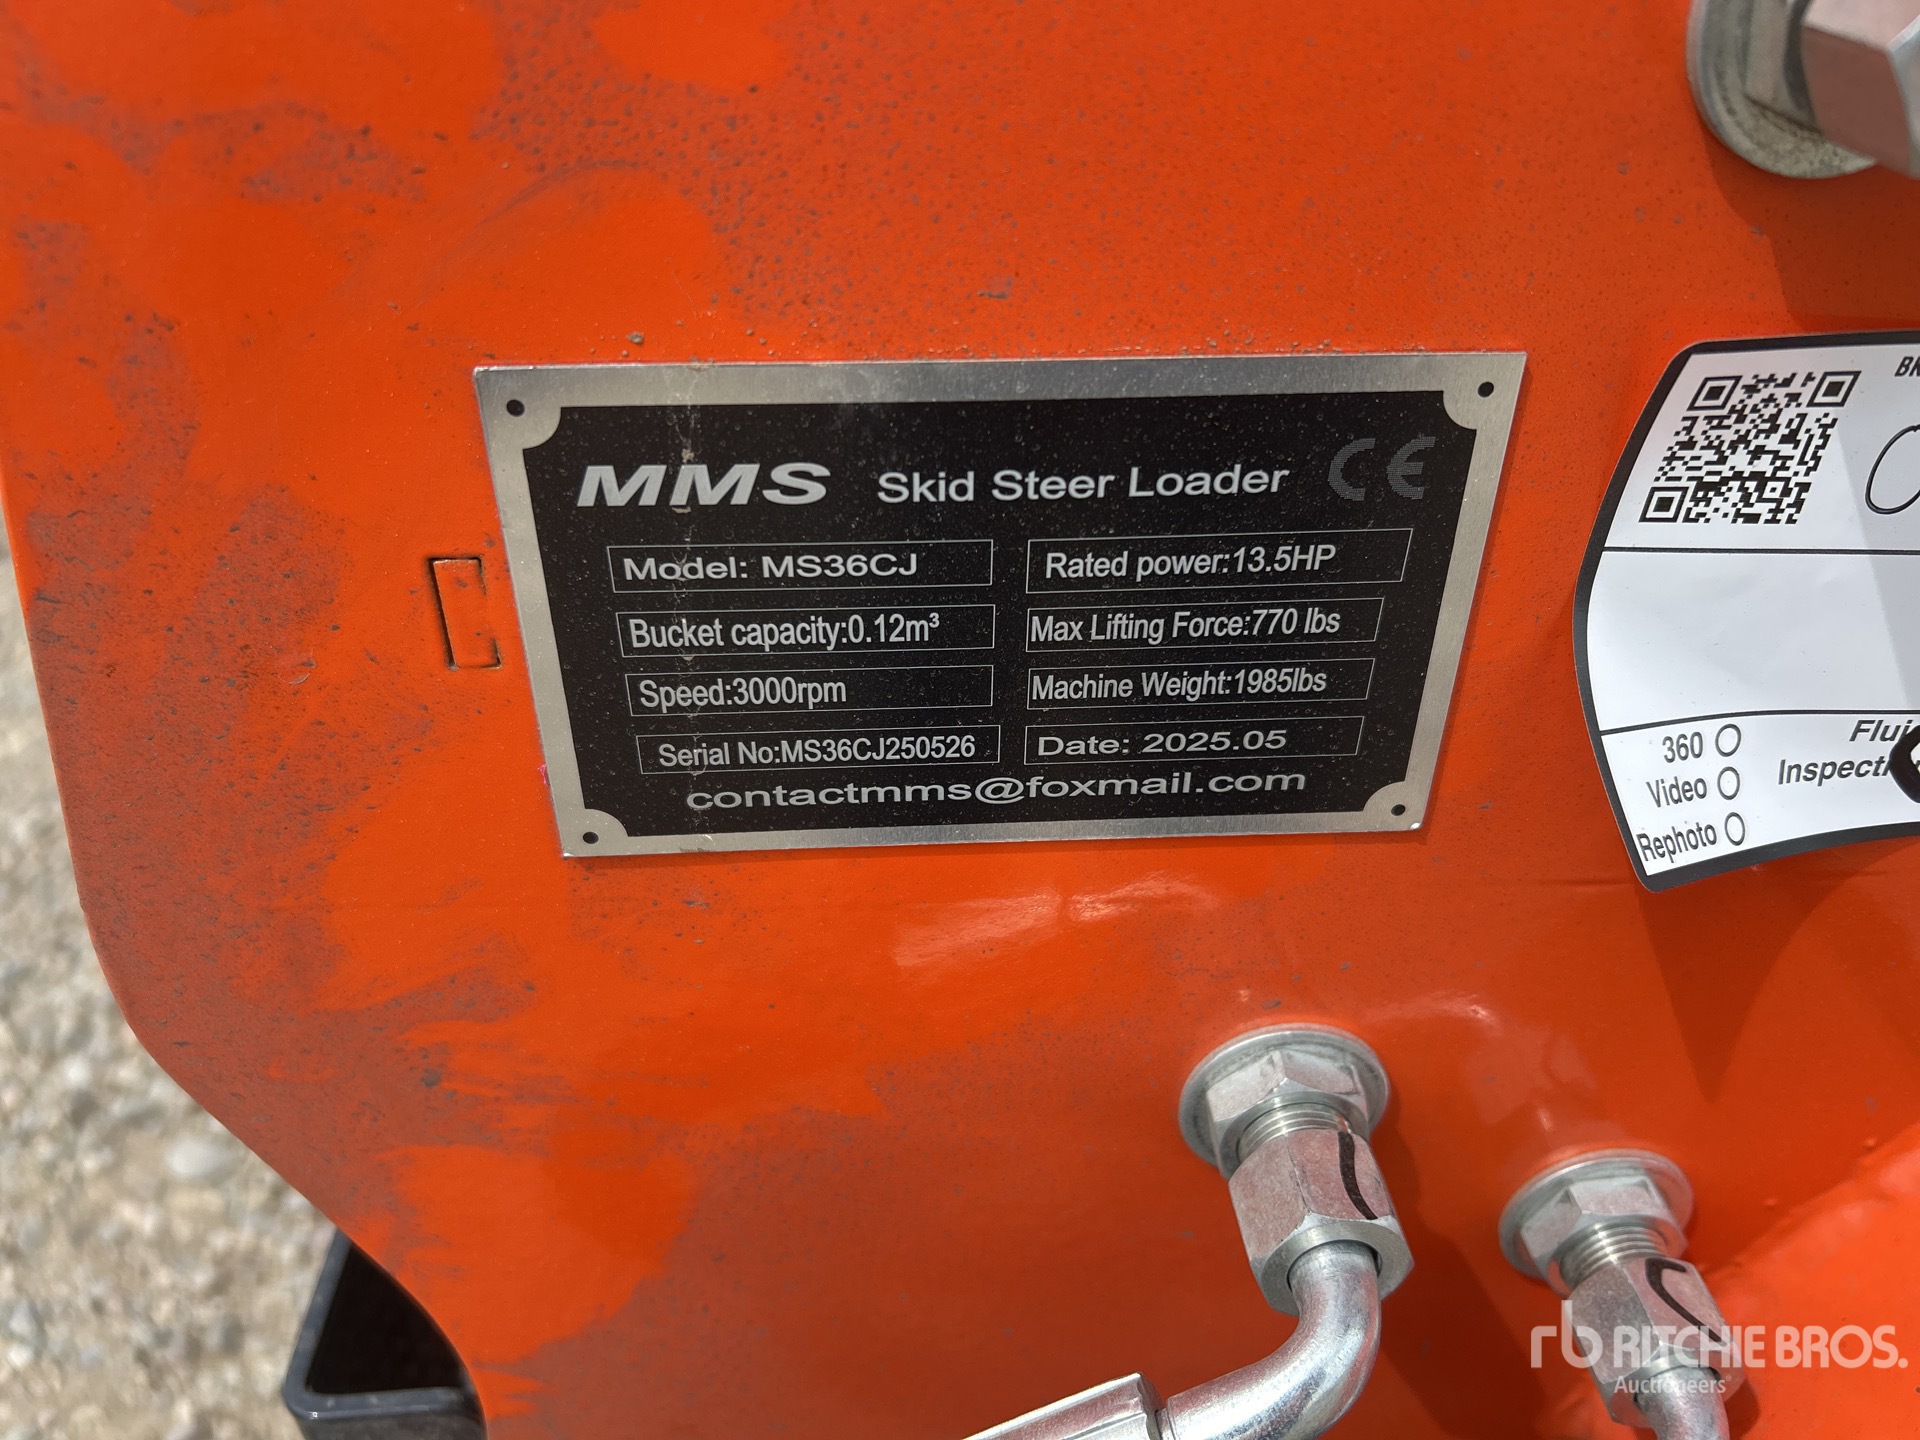 MMS Skid Steer Loader CE
Model: MS36CJ
Rated power:13.5HP
Bucket capacity:0.12m³
Max Lifting Force:770 lbs
Speed:3000rpm
Machine Weight:1985lbs
Serial No:MS36CJ250526
Date: 2025.05
contactmms@foxmail.com
360
Video
Rephoto
rb RITCHIE BROS.
Auctioneers